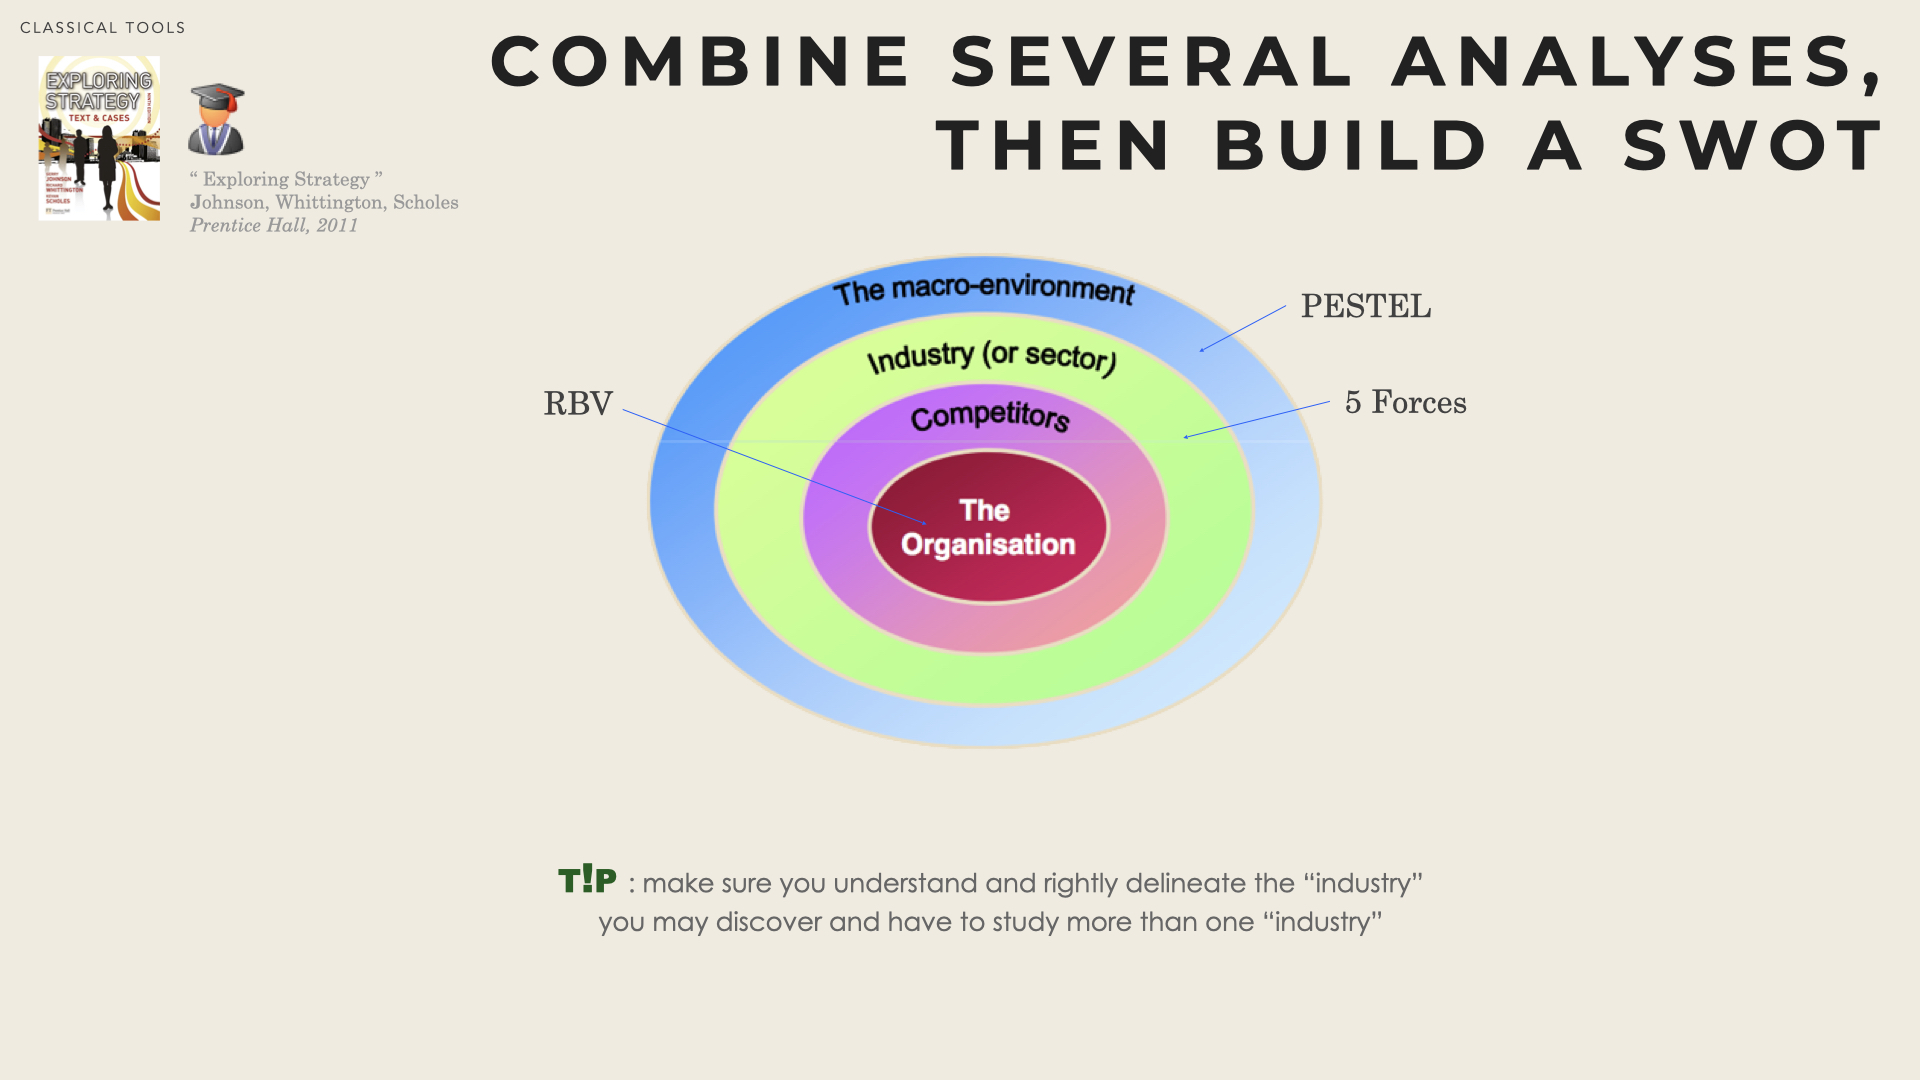 CLASSICAL TOOLS
COMBINE SEVERAL ANALYSES,
THEN BUILD A SWOT
EXPLORING
STRATEGY
TEXT & CASES
JOHNSON
WHITTINGTON
SCHOLES
“ Exploring Strategy ”
Johnson, Whittington, Scholes
Prentice Hall, 2011
The macro-environment
PESTEL
Industry (or sector)
RBV
5 Forces
Competitors
The
Organisation
T!P : make sure you understand and rightly delineate the “industry”
you may discover and have to study more than one “industry”